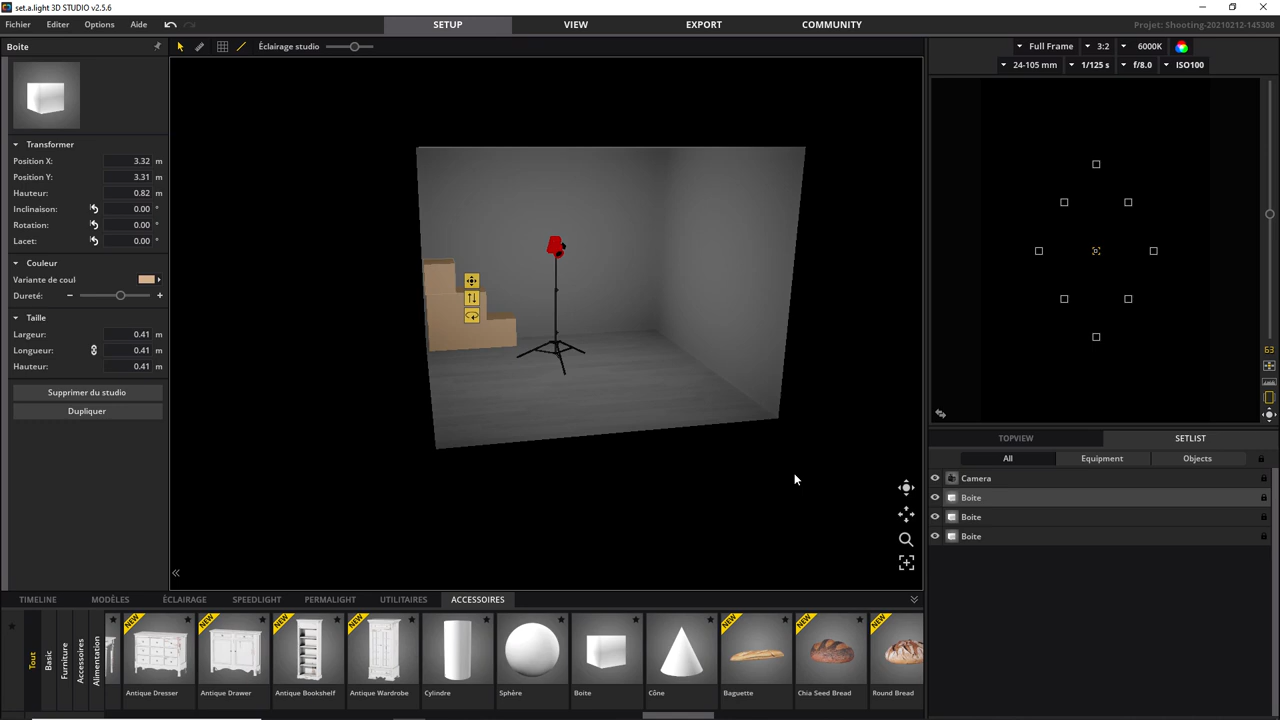 set.a.light 3D STUDIO v2.5.6
Fichier Editer Options Aide SETUP VIEW EXPORT COMMUNITY Projet: Shooting-20210212-145308
Boite Éclairage studio Full Frame 3:2 6000K
24-105 mm 1/125 s f/8.0 ISO100
Transformer
Position X: 3.32 m
Position Y: 3.31 m
Hauteur: 0.82 m
Inclinaison: 0.00 °
Rotation: 0.00 °
Lacet: 0.00 °
Couleur
Variante de coul
Dureté: − +
Taille
Largeur: 0.41 m
Longueur: 0.41 m
Hauteur: 0.41 m
Supprimer du studio
Dupliquer
63
TOPVIEW SETLIST
All Equipment Objects
Camera
Boite
Boite
Boite
TIMELINE MODÈLES ÉCLAIRAGE SPEEDLIGHT PERMALIGHT UTILITAIRES ACCESSOIRES
Tout Basic Furniture Accessoires Alimentation
NEW NEW NEW NEW NEW NEW NEW
Antique Dresser Antique Drawer Antique Bookshelf Antique Wardrobe Cylindre Sphère Boite Cône Baguette Chia Seed Bread Round Bread